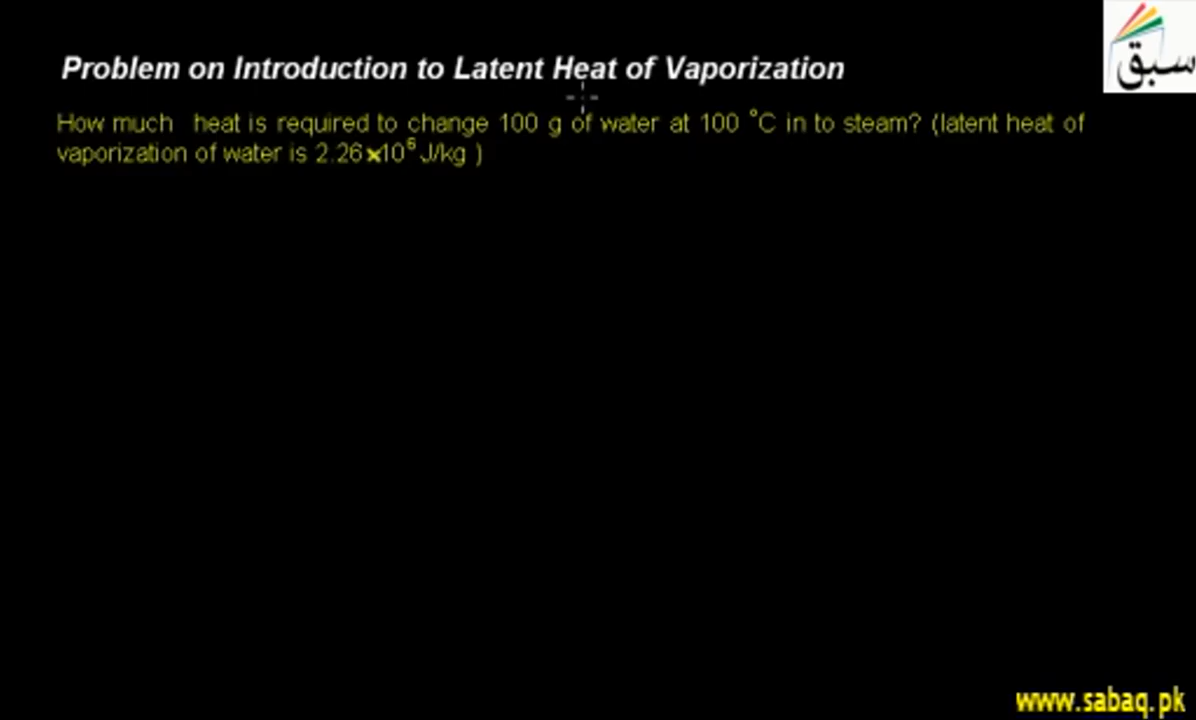 سبق
Problem on Introduction to Latent Heat of Vaporization
How much heat is required to change 100 g of water at 100 °C in to steam? (latent heat of
vaporization of water is 2.26×10⁶ J/kg )
www.sabaq.pk